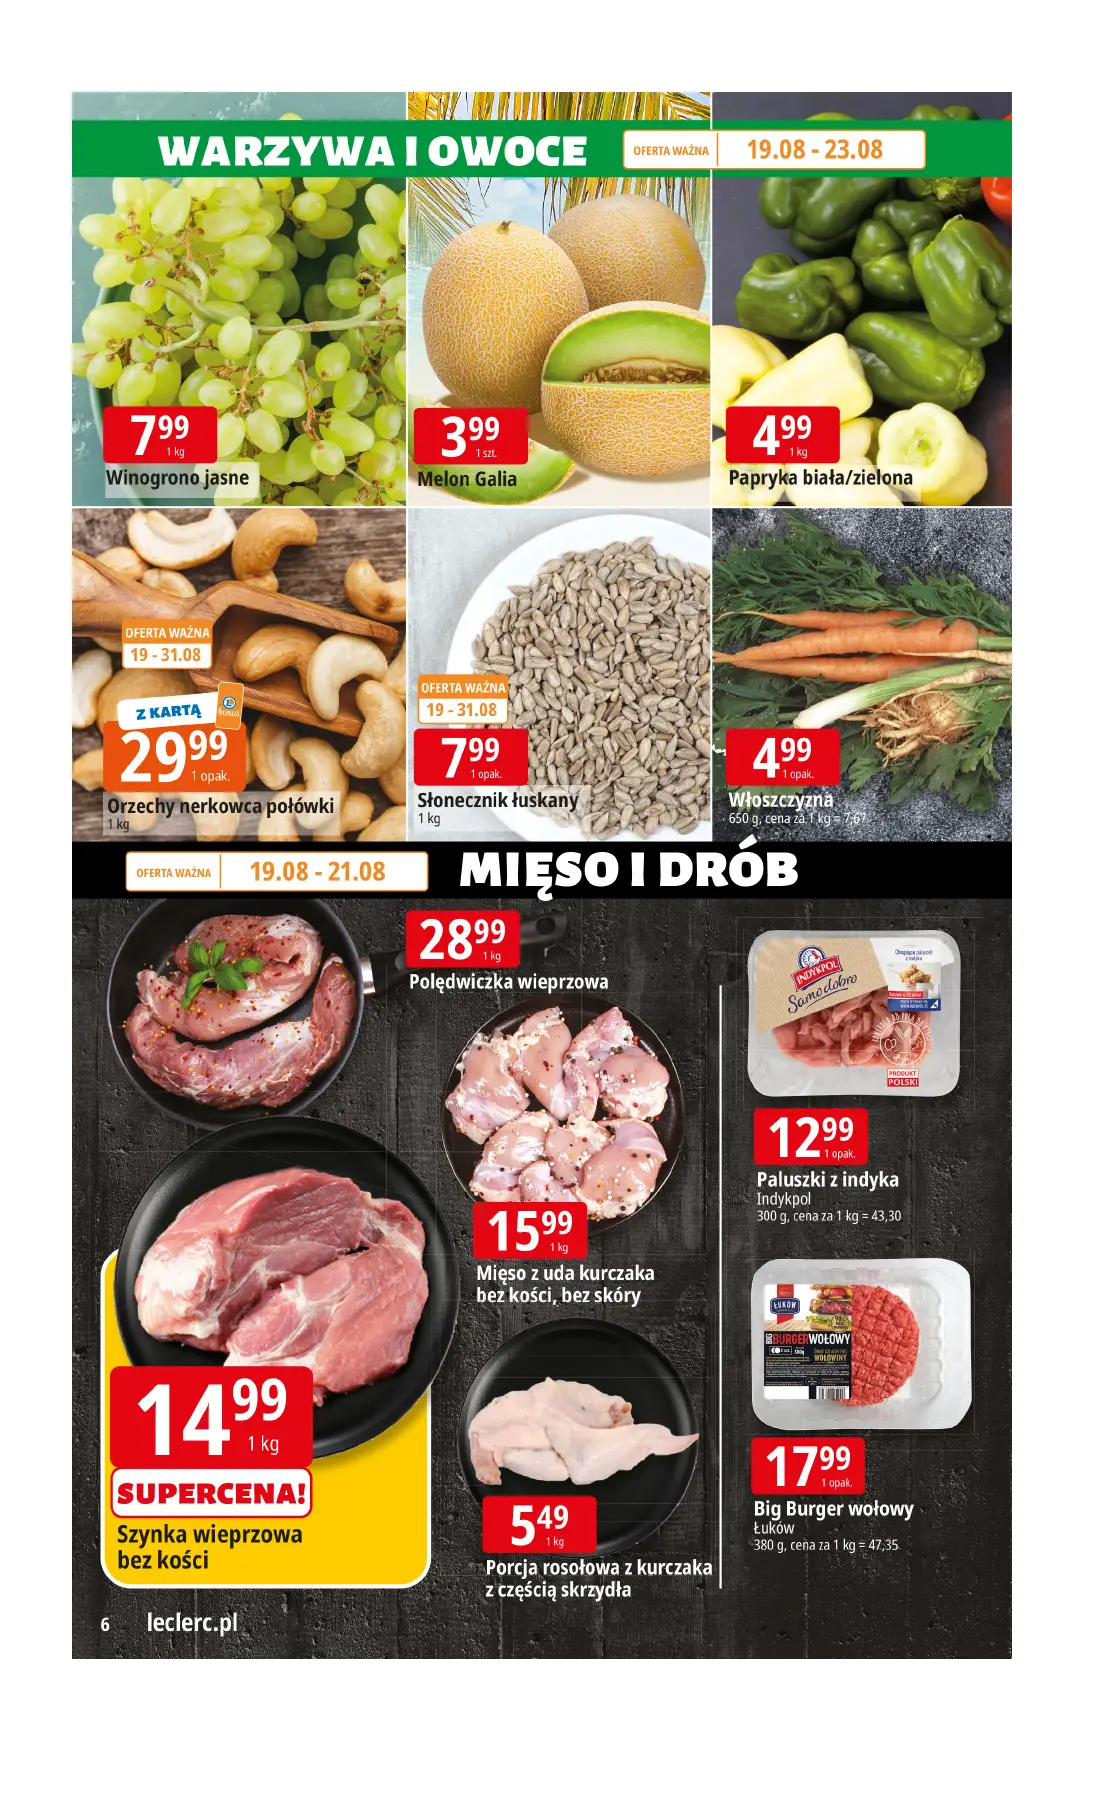 WARZYWA I OWOCE
OFERTA WAŻNA 19.08 - 23.08
7 99
1 kg
Winogrono jasne
3 99
1 szt.
Melon Galia
4 99
1 kg
Papryka biała/zielona
OFERTA WAŻNA
19 - 31.08
Z KARTĄ
29 99
1 opak.
Orzechy nerkowca połówki
1 kg
OFERTA WAŻNA
19 - 31.08
7 99
1 opak.
Słonecznik łuskany
1 kg
4 99
1 opak.
Włoszczyzna
650 g, cena za 1 kg = 7,67
OFERTA WAŻNA 19.08 - 21.08
MIĘSO I DRÓB
28 99
1 kg
Polędwiczka wieprzowa
15 99
1 kg
Mięso z uda kurczaka
bez kości, bez skóry
14 99
1 kg
SUPERCENA!
Szynka wieprzowa
bez kości
5 49
1 kg
Porcja rosołowa z kurczaka
z częścią skrzydła
INDYKPOL
Samo dobro
Chrupiące paluszki
z indyka
PRODUKT
POLSKI
12 99
1 opak.
Paluszki z indyka
Indykpol
300 g, cena za 1 kg = 43,30
ŁUKÓW
BIG BURGER WOŁOWY
WOŁOWINY
17 99
1 opak.
Big Burger wołowy
Łuków
380 g, cena za 1 kg = 47,35
6 leclerc.pl